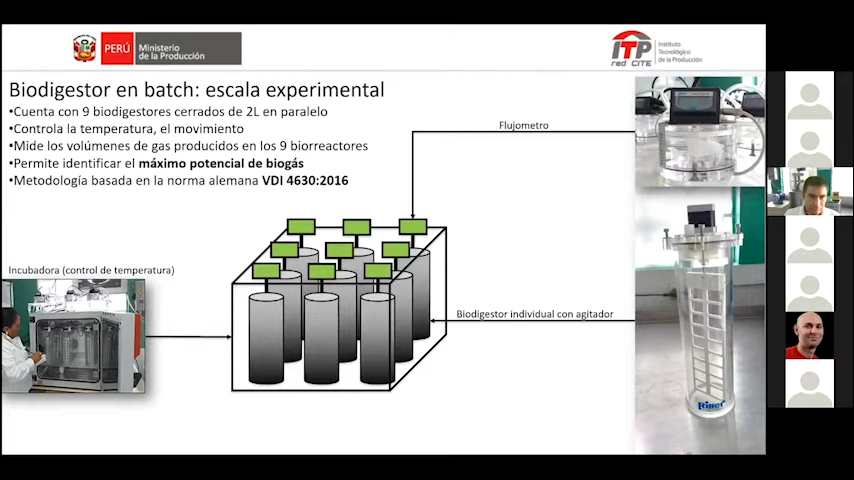 PERÚ
Ministerio
de la Producción
ITP
red CITE
Instituto
Tecnológico
de la Producción
Biodigestor en batch: escala experimental
•Cuenta con 9 biodigestores cerrados de 2L en paralelo
•Controla la temperatura, el movimiento
•Mide los volúmenes de gas producidos en los 9 biorreactores
•Permite identificar el máximo potencial de biogás
•Metodología basada en la norma alemana VDI 4630:2016
Flujometro
Incubadora (control de temperatura)
Biodigestor individual con agitador
Ritter